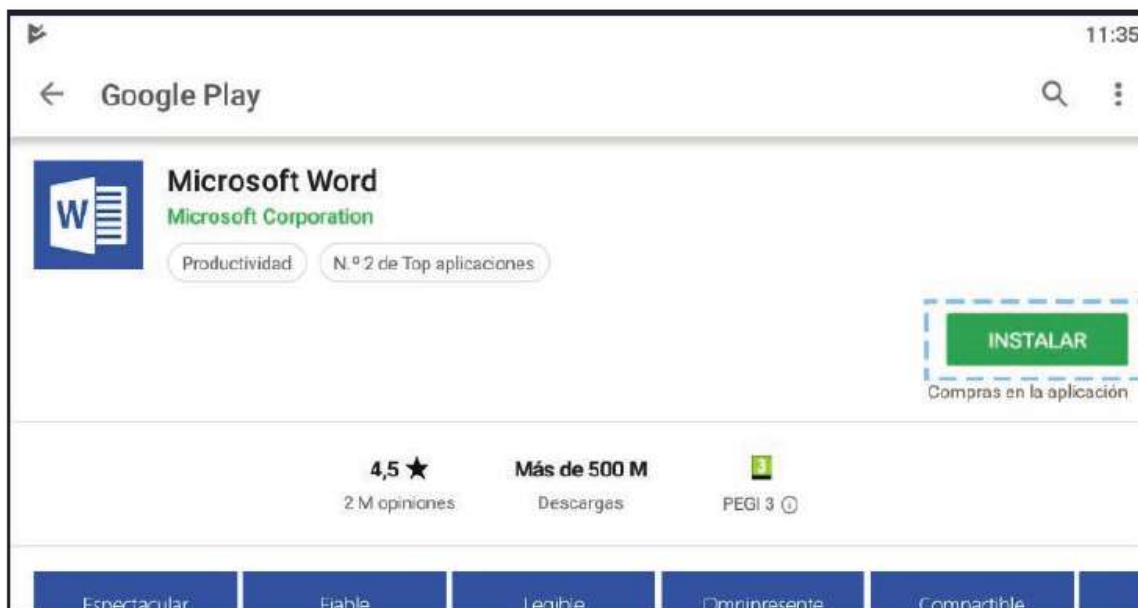 11:35
Google Play
Microsoft Word
Microsoft Corporation
Productividad
N.º 2 de Top aplicaciones
INSTALAR
Compras en la aplicación
4,5 ★
2 M opiniones
Más de 500 M
Descargas
3
PEGI 3
Espectacular
Fiable
Legible
Omnipresente
Compartible